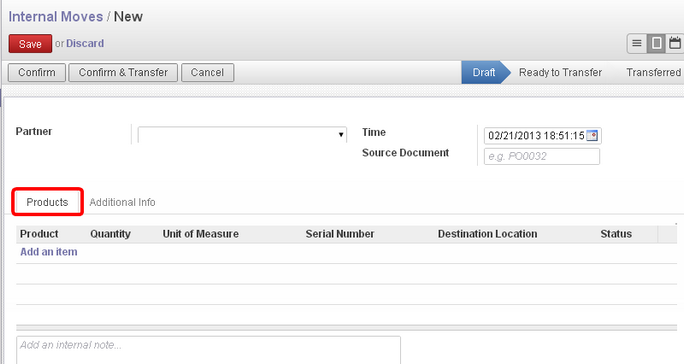 Internal Moves / New
Save or Discard
Confirm Confirm & Transfer Cancel Draft Ready to Transfer Transferred
Partner Time 02/21/2013 18:51:15
Source Document e.g. PO0032
Products Additional Info
Product Quantity Unit of Measure Serial Number Destination Location Status
Add an item
Add an internal note...